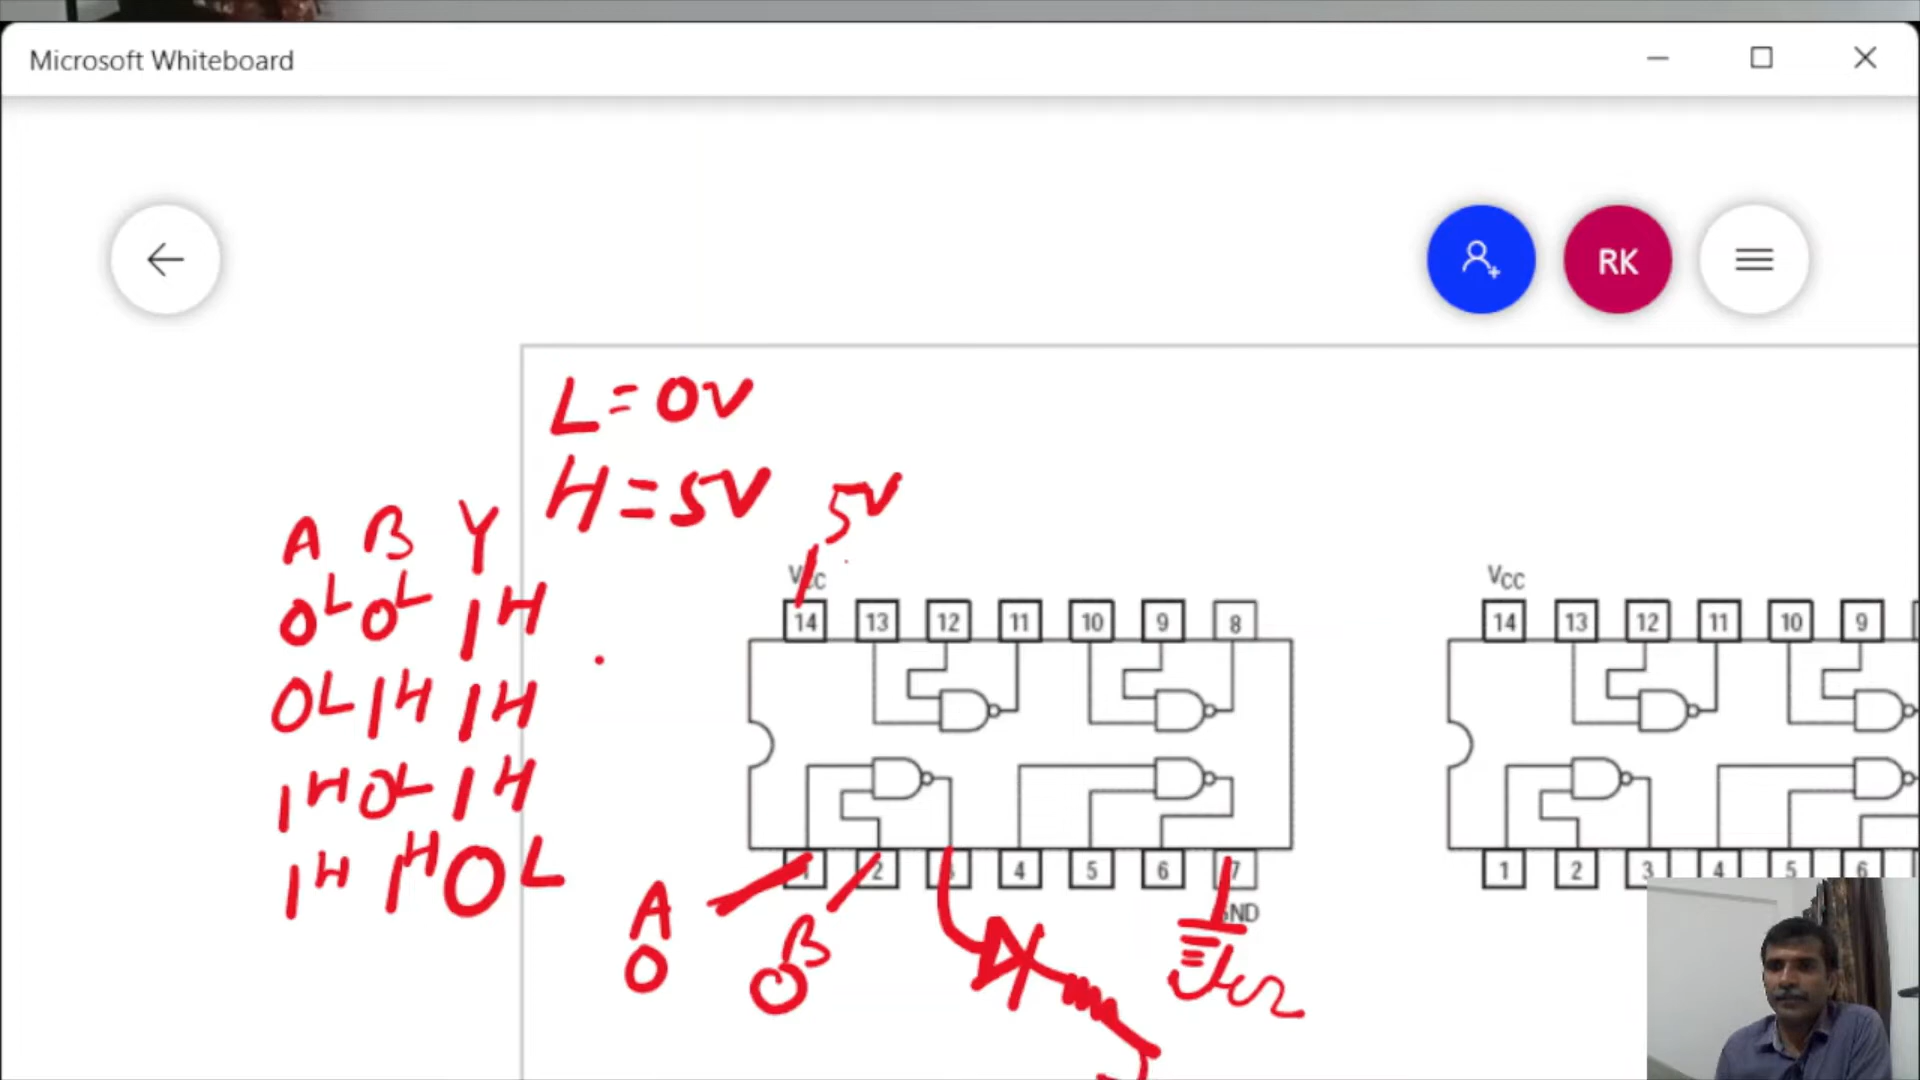 Microsoft Whiteboard
RK
L = 0V
H = 5V
5V
A B Y
0L 0L 1H
0L 1H 1H
1H 0L 1H
1H 1H 0L
VCC
14 13 12 11 10 9 8
1 2 3 4 5 6 7
GND
A B
0 0
VCC
14 13 12 11 10 9
1 2 3 4 5 6